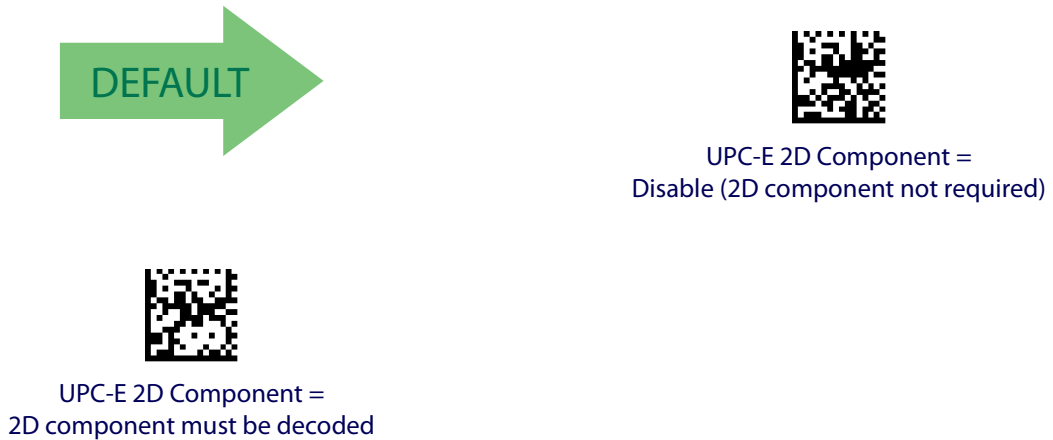 DEFAULT
UPC-E 2D Component =
Disable (2D component not required)
UPC-E 2D Component =
2D component must be decoded